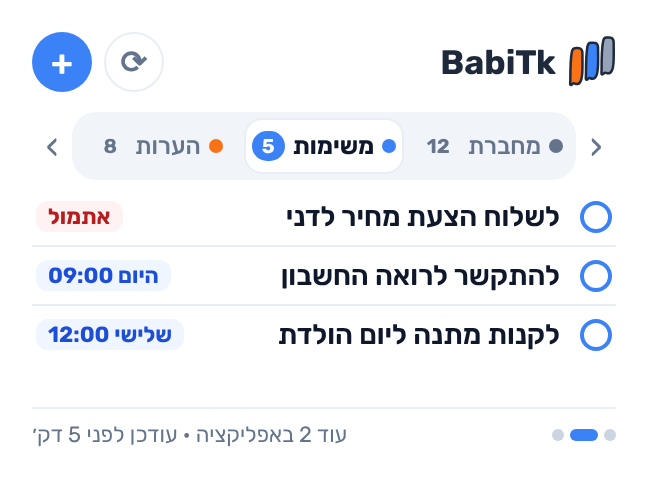 BabiTk ⟳ +
מחברת 12 משימות 5 הערות 8
לשלוח הצעת מחיר לדני אתמול
להתקשר לרואה החשבון היום 09:00
לקנות מתנה ליום הולדת שלישי 12:00
עוד 2 באפליקציה • עודכן לפני 5 דק׳